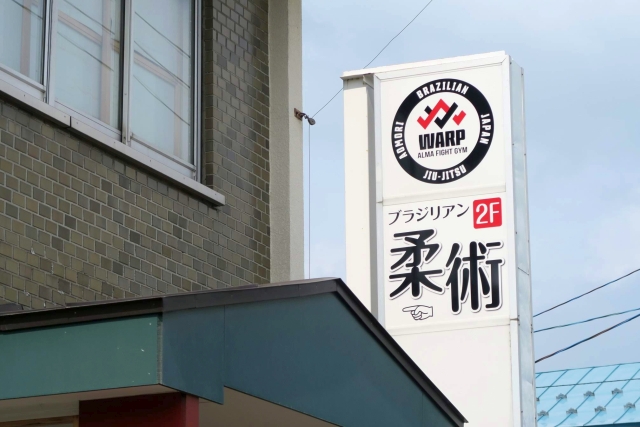 BRAZILIAN
AOMORI
JAPAN
WARP
ALMA FIGHT GYM
JIU-JITSU
ブラジリアン 2F
柔術